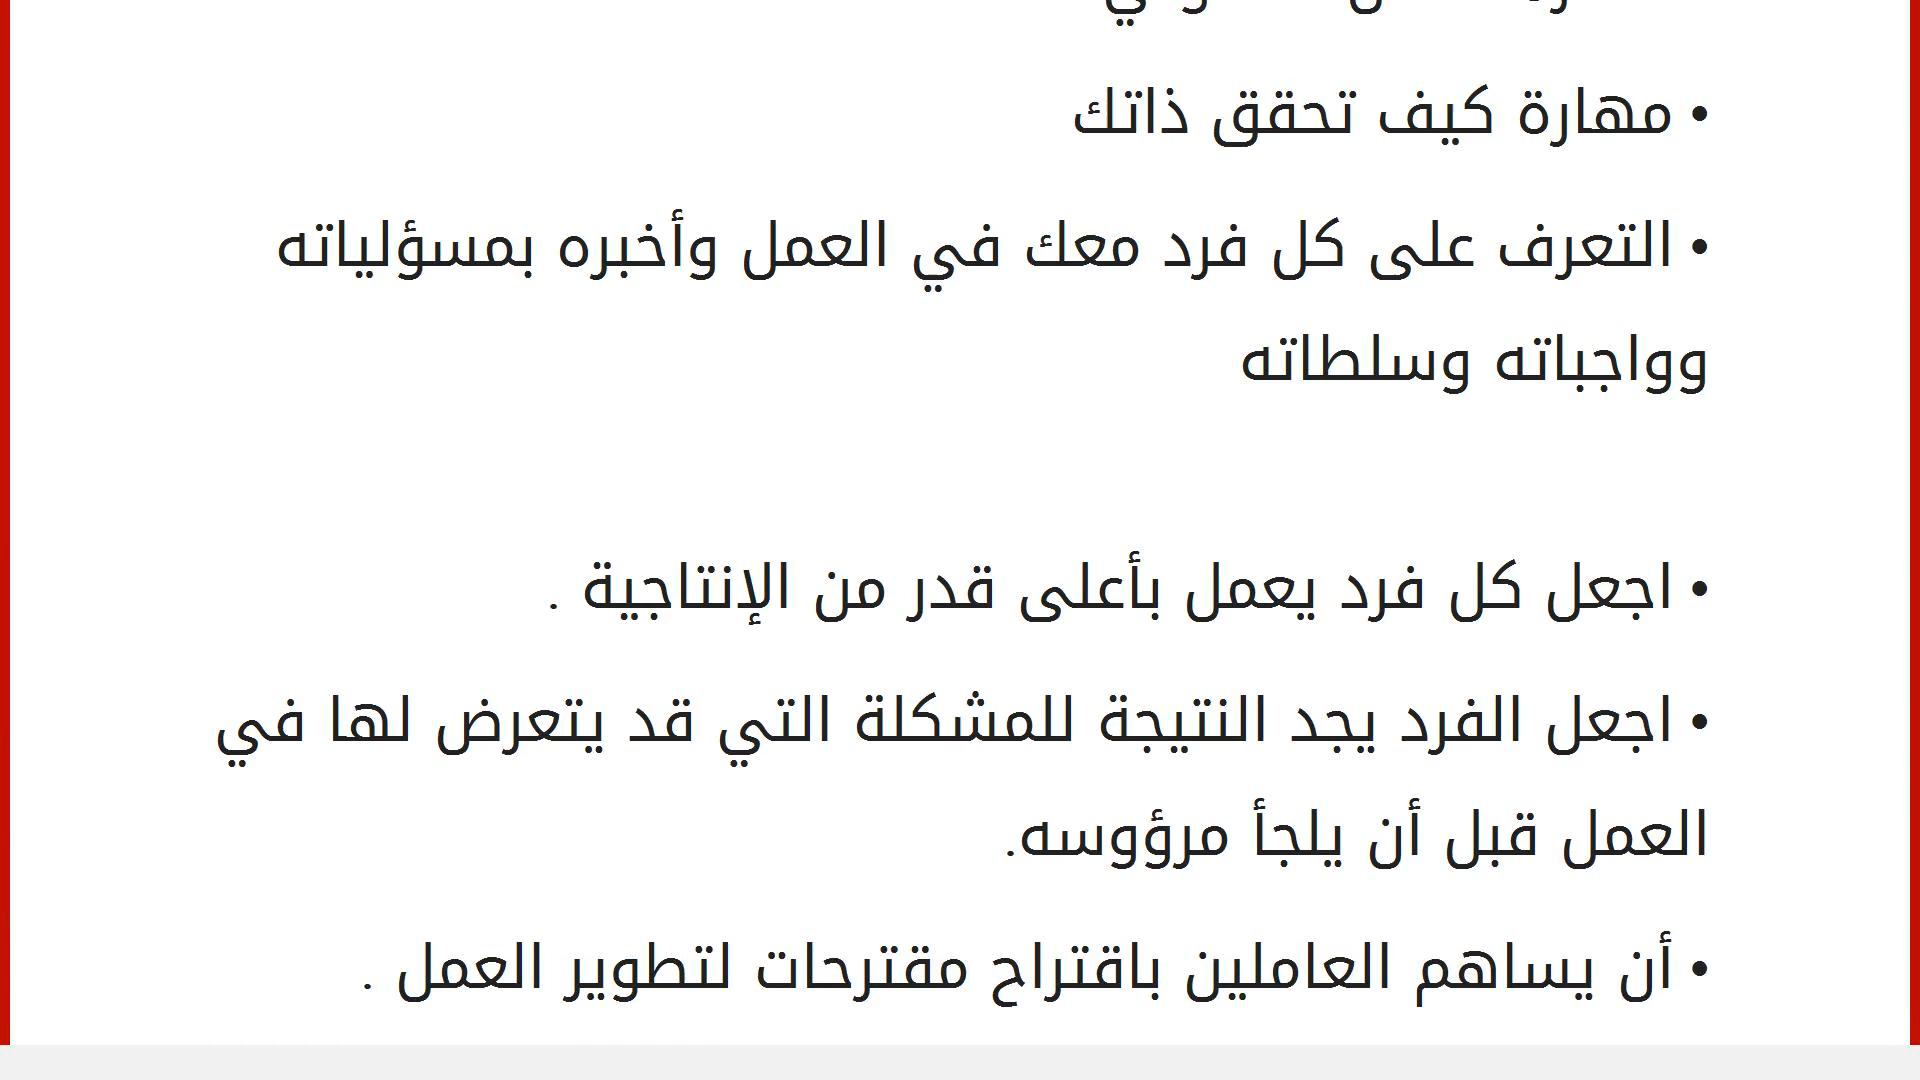 • مهارة كيف تحقق ذاتك
• التعرف على كل فرد معك في العمل وأخبره بمسؤلياته
وواجباته وسلطاته
• اجعل كل فرد يعمل بأعلى قدر من الإنتاجية .
• اجعل الفرد يجد النتيجة للمشكلة التي قد يتعرض لها في
العمل قبل أن يلجأ مرؤوسه.
• أن يساهم العاملين باقتراح مقترحات لتطوير العمل .